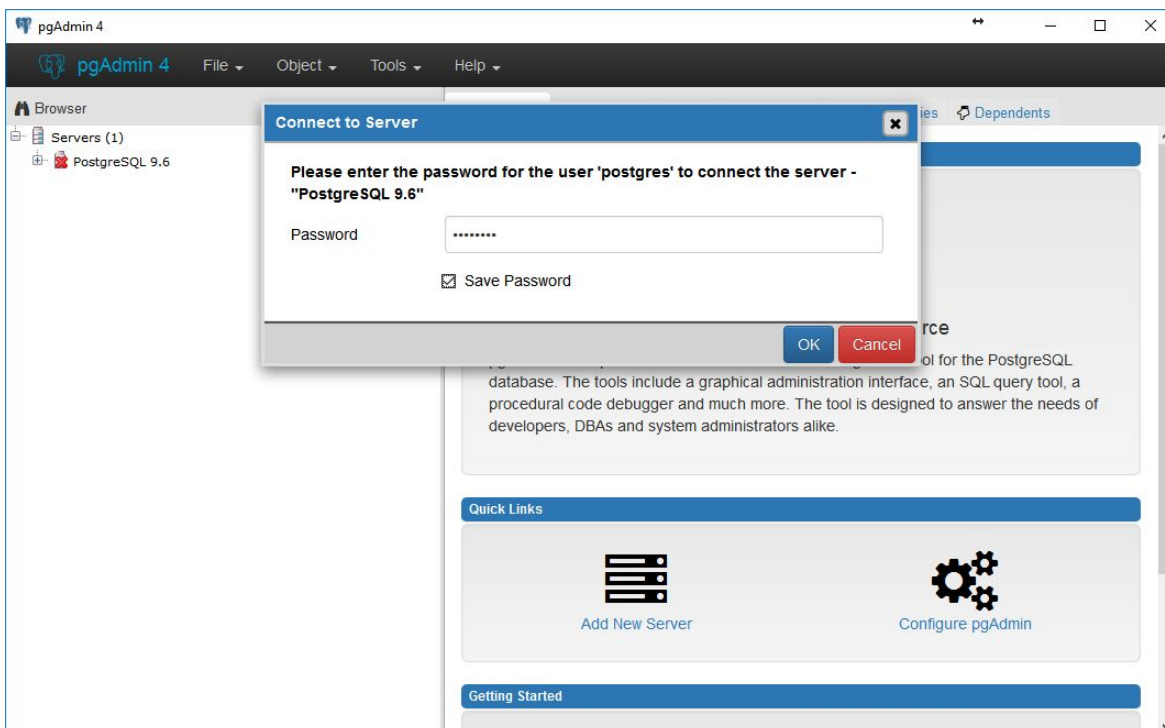 pgAdmin 4
pgAdmin 4 File Object Tools Help
Browser
Servers (1)
PostgreSQL 9.6
Dependents
Connect to Server
Please enter the password for the user 'postgres' to connect the server -
"PostgreSQL 9.6"
Password ••••••••
Save Password
OK Cancel
ol for the PostgreSQL
database. The tools include a graphical administration interface, an SQL query tool, a
procedural code debugger and much more. The tool is designed to answer the needs of
developers, DBAs and system administrators alike.
Quick Links
Add New Server
Configure pgAdmin
Getting Started